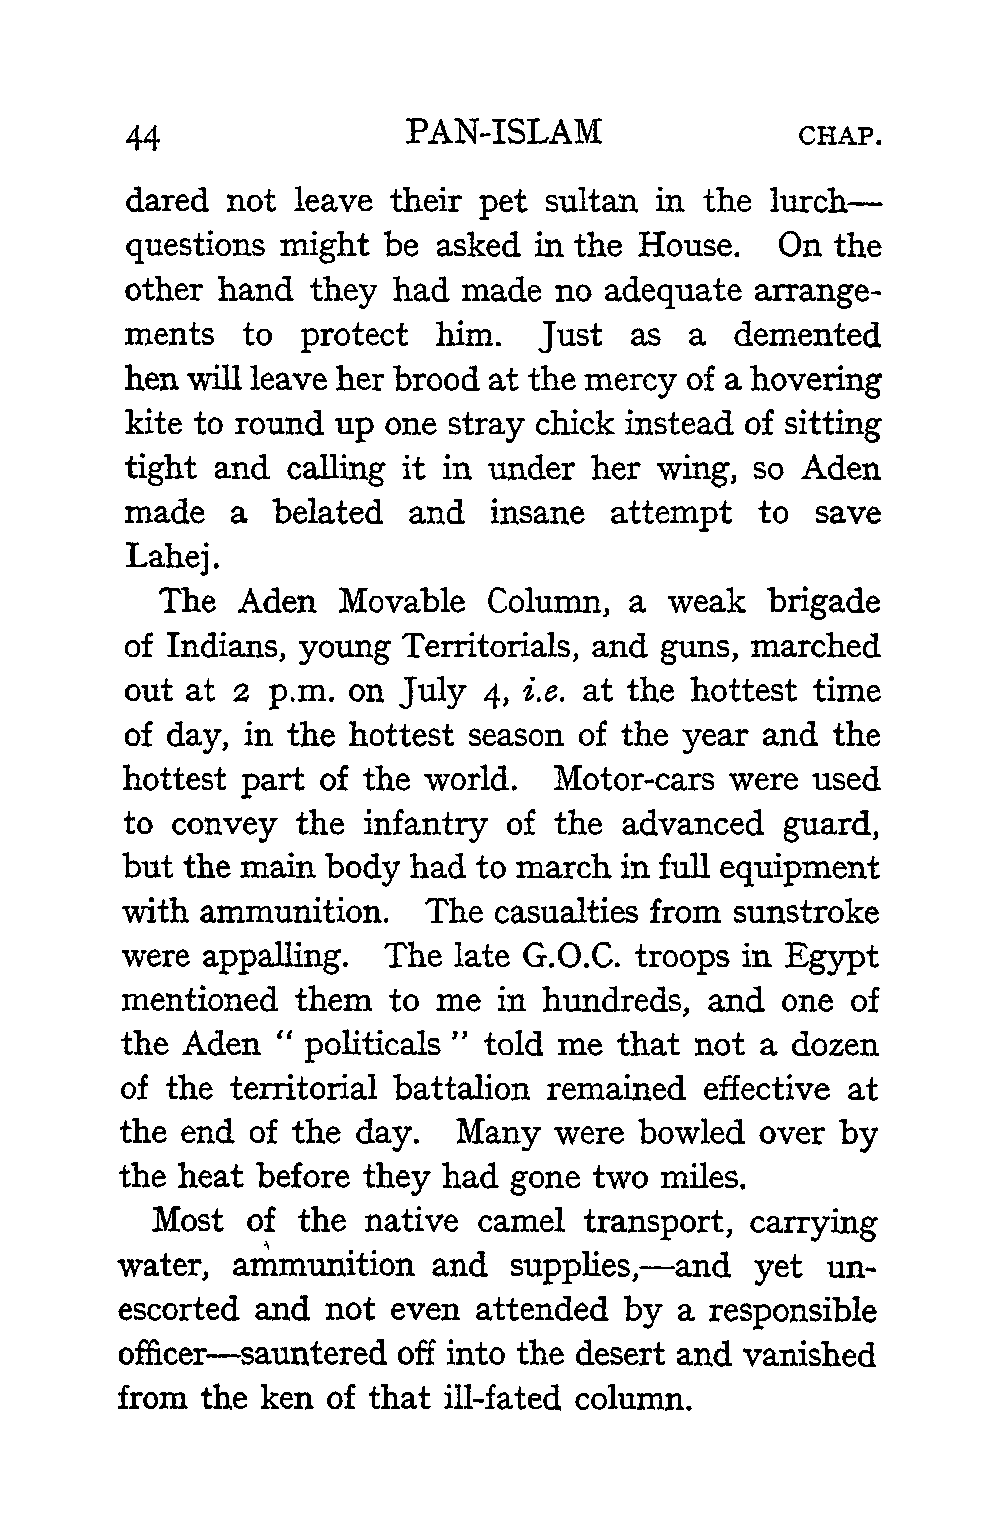 44 PAN-ISLAM CHAP.
dared not leave their pet sultan in the lurch—
questions might be asked in the House. On the
other hand they had made no adequate arrange-
ments to protect him. Just as a demented
hen will leave her brood at the mercy of a hovering
kite to round up one stray chick instead of sitting
tight and calling it in under her wing, so Aden
made a belated and insane attempt to save
Lahej.
The Aden Movable Column, a weak brigade
of Indians, young Territorials, and guns, marched
out at 2 p.m. on July 4, i.e. at the hottest time
of day, in the hottest season of the year and the
hottest part of the world. Motor-cars were used
to convey the infantry of the advanced guard,
but the main body had to march in full equipment
with ammunition. The casualties from sunstroke
were appalling. The late G.O.C. troops in Egypt
mentioned them to me in hundreds, and one of
the Aden “ politicals ” told me that not a dozen
of the territorial battalion remained effective at
the end of the day. Many were bowled over by
the heat before they had gone two miles.
Most of the native camel transport, carrying
water, ammunition and supplies,—and yet un-
escorted and not even attended by a responsible
officer—sauntered off into the desert and vanished
from the ken of that ill-fated column.